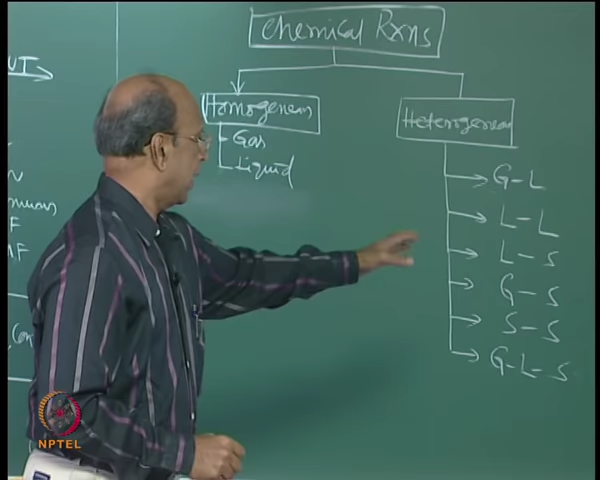 Chemical Rxns
Homogeneous
Gas
Liquid
Heterogeneous
G-L
L-L
L-S
G-S
S-S
G-L-S
NPTEL